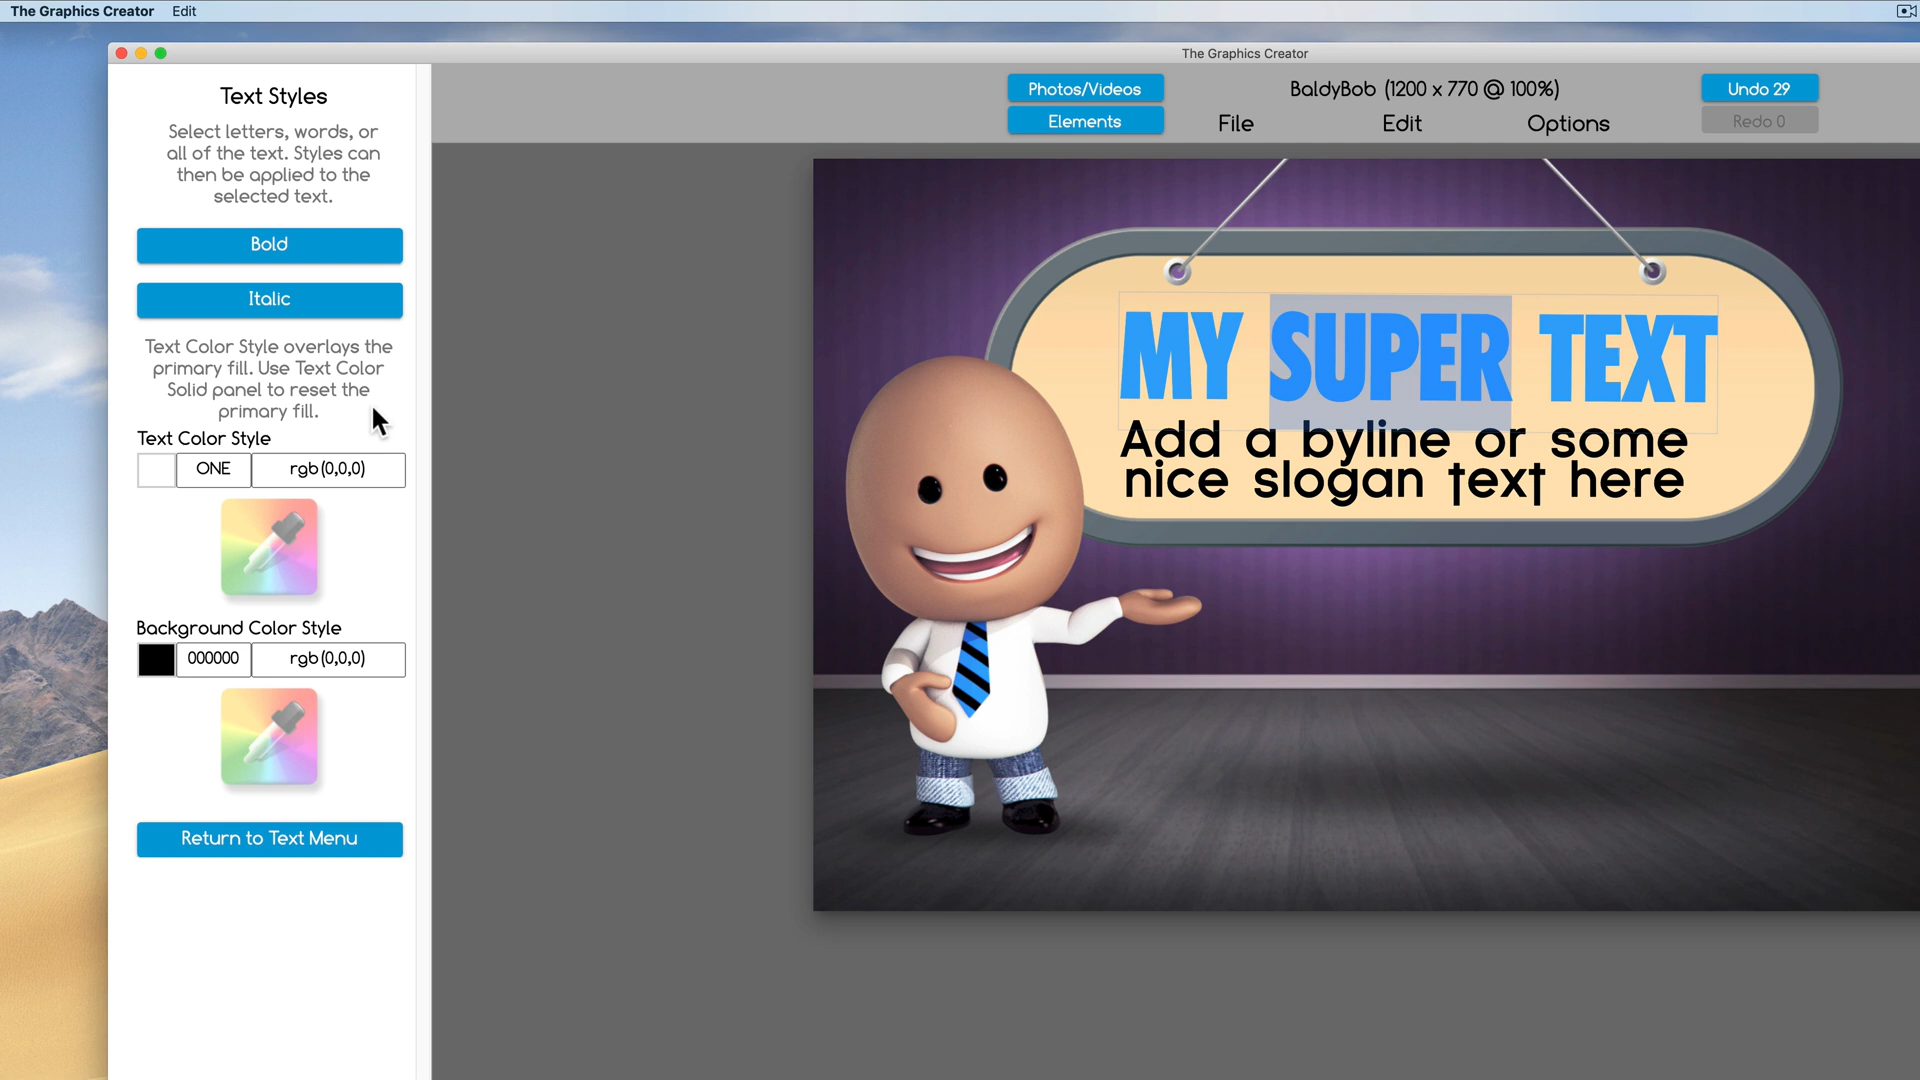 The Graphics Creator Edit
The Graphics Creator
Text Styles
Select letters, words, or
all of the text. Styles can
then be applied to the
selected text.
Bold
Italic
Text Color Style overlays the
primary fill. Use Text Color
Solid panel to reset the
primary fill.
Text Color Style
ONE rgb(0,0,0)
Background Color Style
000000 rgb(0,0,0)
Return to Text Menu
Photos/Videos
Elements
BaldyBob (1200 x 770 @ 100%)
File Edit Options
Undo 29
Redo 0
MY SUPER TEXT
Add a byline or some
nice slogan text here